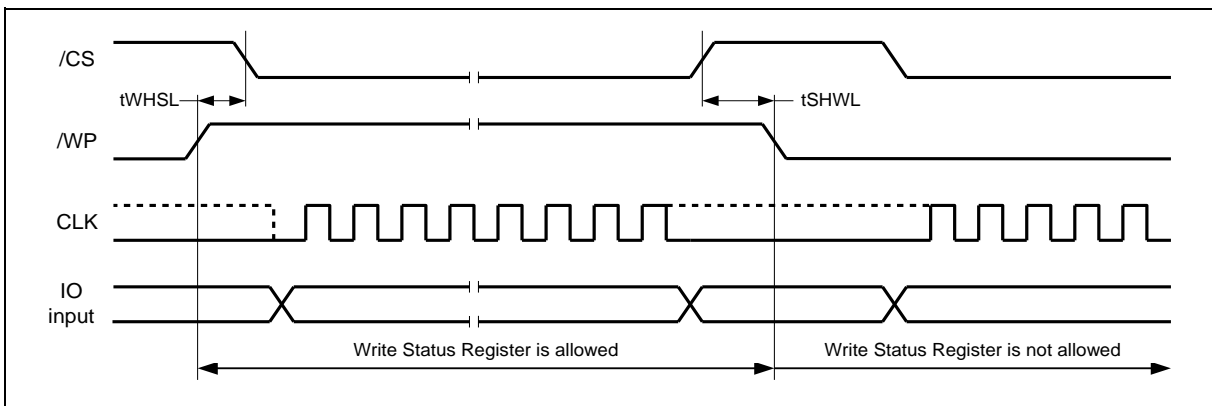 /CS
tWHSL
tSHWL
/WP
CLK
IO
input
Write Status Register is allowed
Write Status Register is not allowed